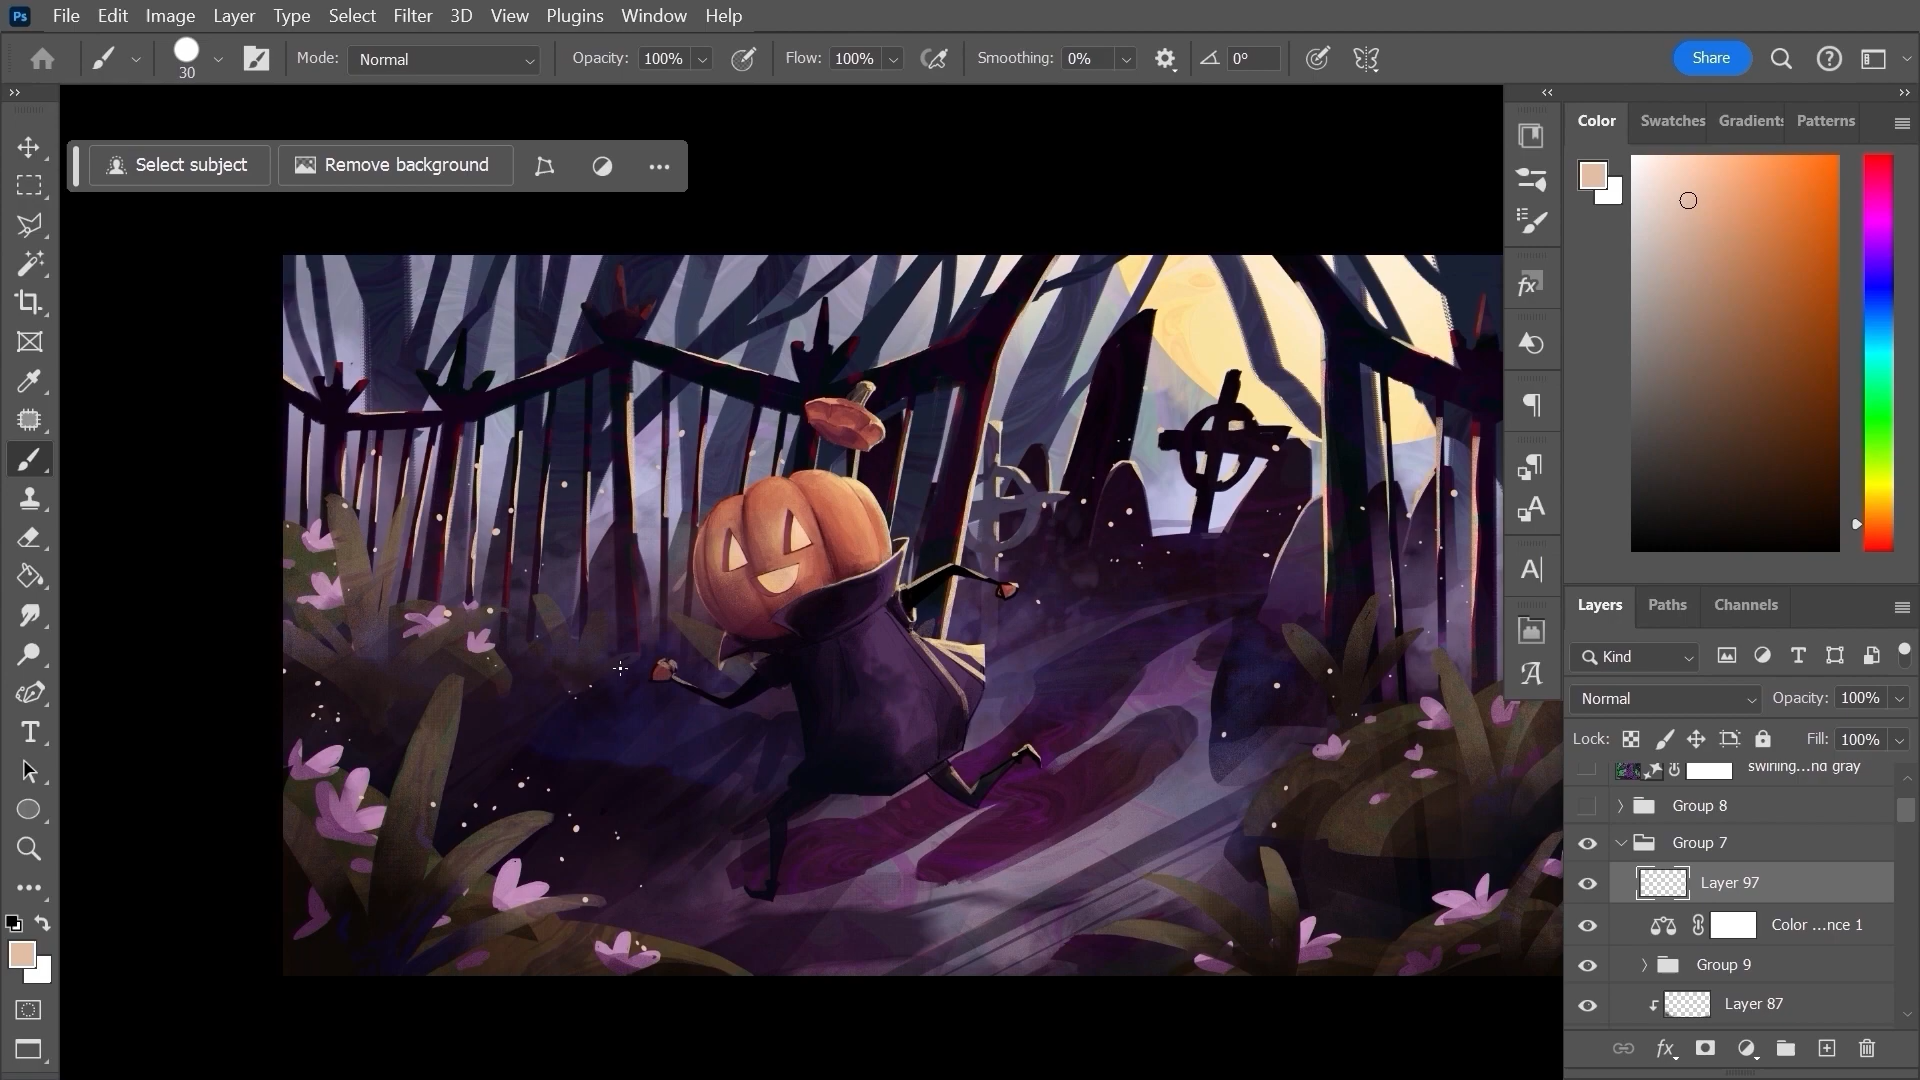 Ps File Edit Image Layer Type Select Filter 3D View Plugins Window Help
30 Mode: Normal Opacity: 100% Flow: 100% Smoothing: 0% 0° Share
Select subject Remove background
Color Swatches Gradients Patterns
Layers Paths Channels
Kind
Normal Opacity: 100%
Lock: Fill: 100%
swirling...nd gray
Group 8
Group 7
Layer 97
Color ...nce 1
Group 9
Layer 87
fx